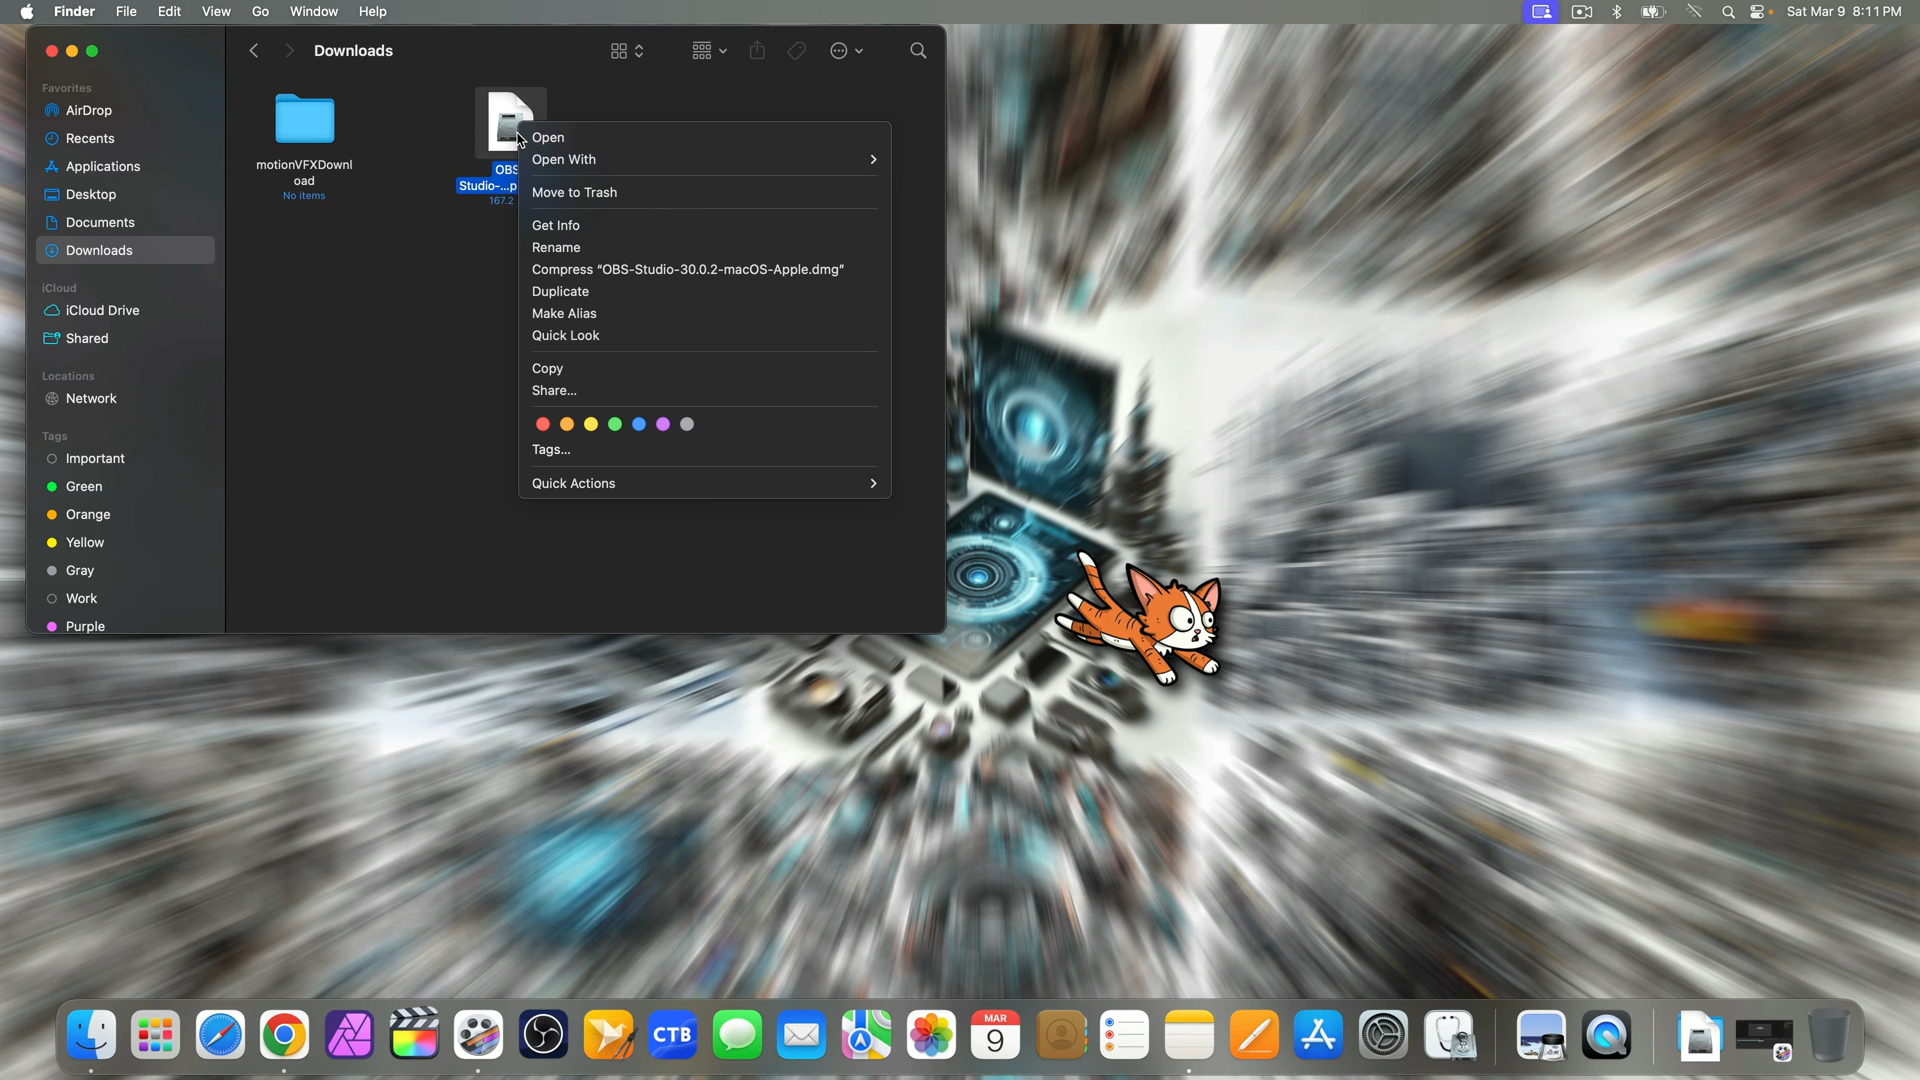 Finder File Edit View Go Window Help
Sat Mar 9 8:11 PM
Downloads
Favorites
AirDrop
Recents
Applications
Desktop
Documents
Downloads
iCloud
iCloud Drive
Shared
Locations
Network
Tags
Important
Green
Orange
Yellow
Gray
Work
Purple
motionVFXDownl
oad
No items
OBS
Studio-...p
167.2
Open
Open With
Move to Trash
Get Info
Rename
Compress “OBS-Studio-30.0.2-macOS-Apple.dmg”
Duplicate
Make Alias
Quick Look
Copy
Share...
Tags...
Quick Actions
CTB
MAR
9